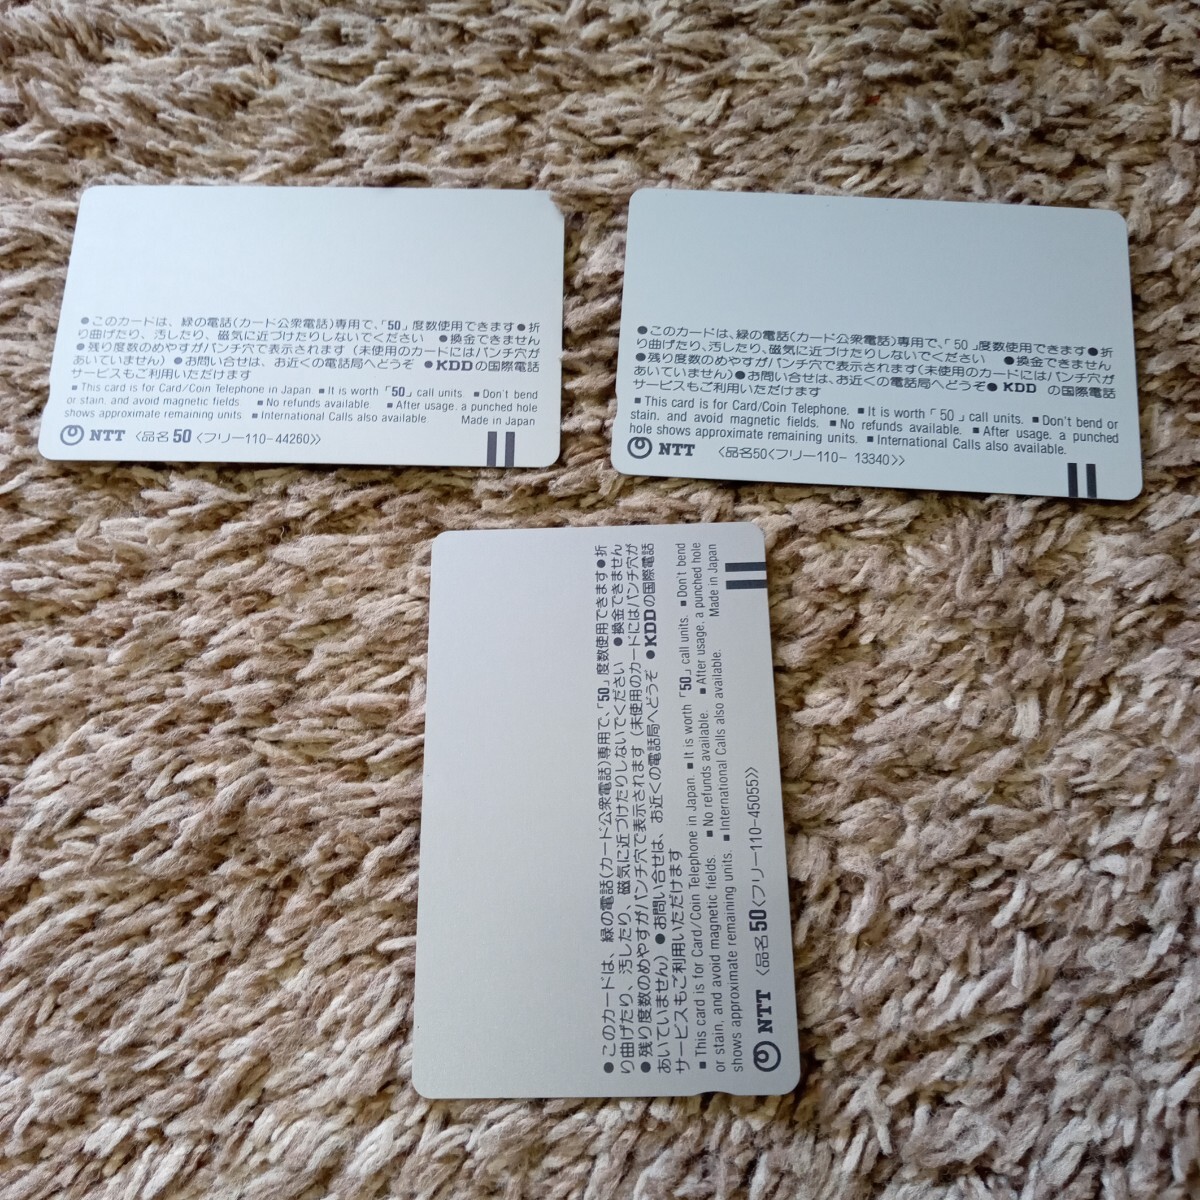 ●このカードは、緑の電話(カード公衆電話)専用で、「50」度数使用できます●折
り曲げたり、汚したり、磁気に近づけたりしないでください ●換金できません
●残り度数のめやすがパンチ穴で表示されます(未使用のカードにはパンチ穴が
あいていません)●お問い合せは、お近くの電話局へどうぞ ●KDDの国際電話
サービスもご利用いただけます
■This card is for Card/Coin Telephone in Japan ■It is worth「50」call units. ■Don't bend
or stain, and avoid magnetic fields ■No refunds available. ■After usage, a punched hole
shows approximate remaining units. ■International Calls also available. Made in Japan
NTT 〈品名50〈フリー110-44260〉〉
●このカードは、緑の電話(カード公衆電話)専用で、「50」度数使用できます●折
り曲げたり、汚したり、磁気に近づけたりしないでください ●換金できません
●残り度数のめやすがパンチ穴で表示されます(未使用のカードにはパンチ穴が
あいていません)●お問い合せは、お近くの電話局へどうぞ● KDD の国際電話
サービスもご利用いただけます
■This card is for Card/Coin Telephone. ■It is worth「50」call units. ■Don't bend or
stain, and avoid magnetic fields. ■No refunds available. ■After usage, a punched
hole shows approximate remaining units. ■International Calls also available.
NTT 〈品名50〈フリー110- 13340〉〉
●このカードは、緑の電話(カード公衆電話)専用で、「50」度数使用できます●折
り曲げたり、汚したり、磁気に近づけたりしないでください ●換金できません
●残り度数のめやすがパンチ穴で表示されます(未使用のカードにはパンチ穴が
あいていません)●お問い合せは、お近くの電話局へどうぞ ●KDDの国際電話
サービスもご利用いただけます
■This card is for Card/Coin Telephone in Japan. ■It is worth「50」call units. ■Don't bend
or stain, and avoid magnetic fields. ■No refunds available. ■After usage, a punched hole
shows approximate remaining units. ■International Calls also available. Made in Japan
NTT 〈品名50〈フリー110-45055〉〉